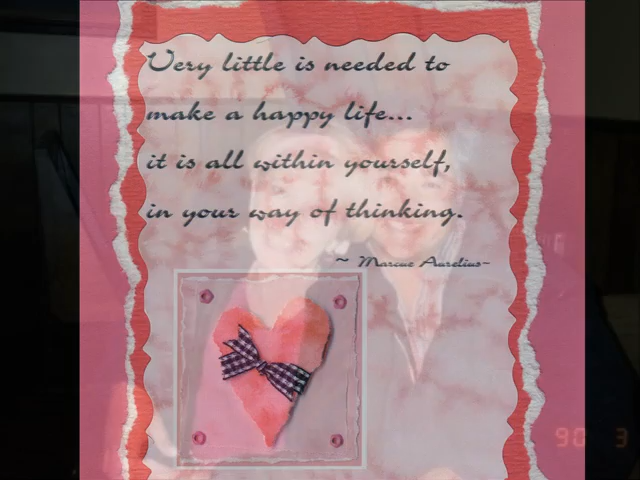 Very little is needed to
make a happy life...
it is all within yourself,
in your way of thinking.
~ Marcus Aurelius~
90 3